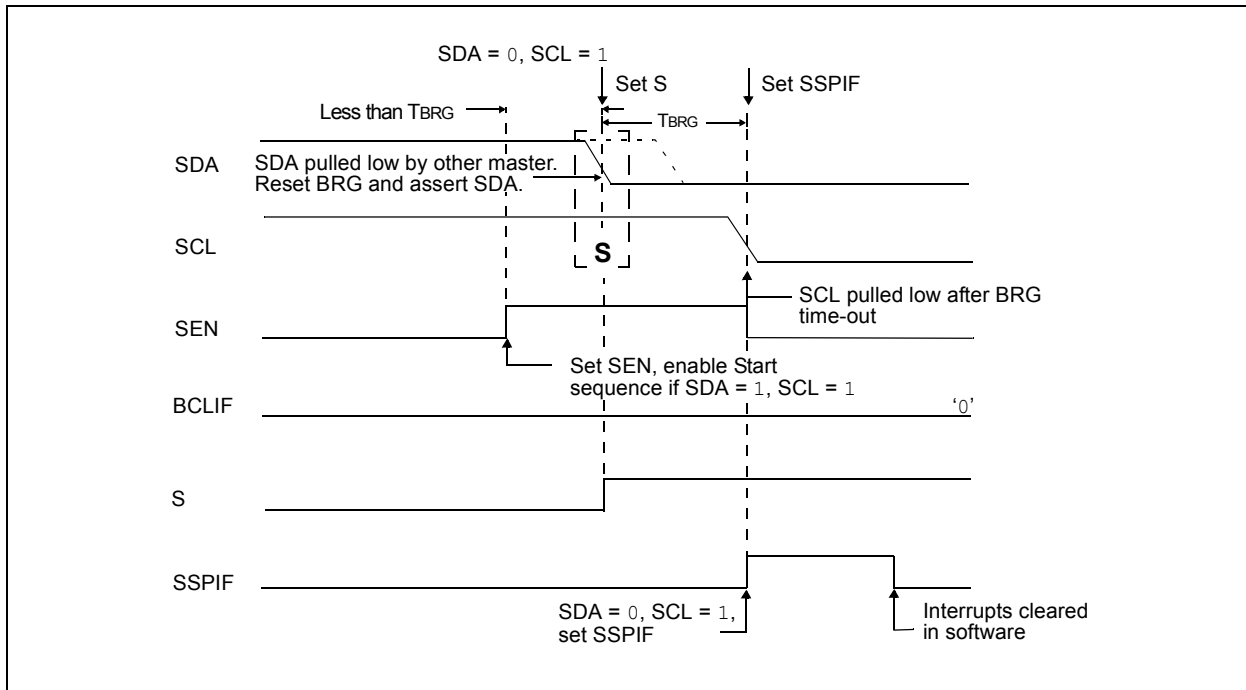 SDA = 0, SCL = 1
Set S
Set SSPIF
Less than TBRG
TBRG
SDA
SDA pulled low by other master.
Reset BRG and assert SDA.
SCL
S
SCL pulled low after BRG
time-out
SEN
Set SEN, enable Start
sequence if SDA = 1, SCL = 1
BCLIF
‘0’
S
SSPIF
SDA = 0, SCL = 1,
set SSPIF
Interrupts cleared
in software